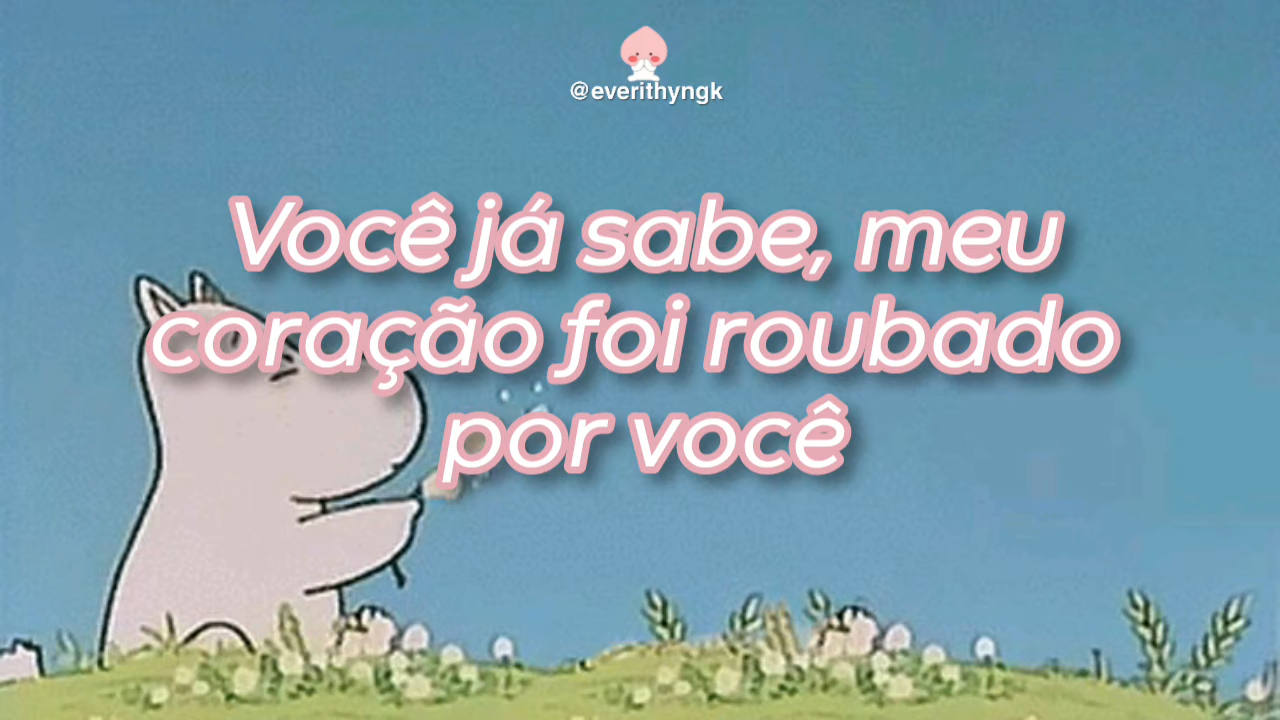 @everithyngk
Você já sabe, meu
coração foi roubado
por você